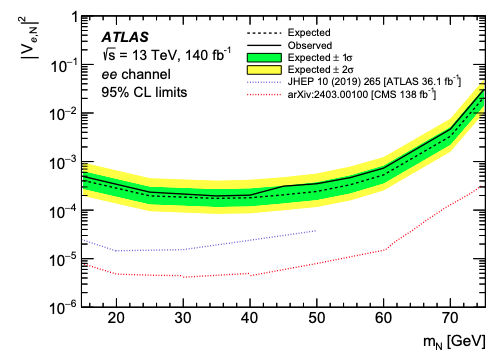 |V_{e,N}|^2
1
10^{-1}
10^{-2}
10^{-3}
10^{-4}
10^{-5}
10^{-6}
ATLAS
√s = 13 TeV, 140 fb^{-1}
ee channel
95% CL limits
Expected
Observed
Expected ± 1σ
Expected ± 2σ
JHEP 10 (2019) 265 [ATLAS 36.1 fb^{-1}]
arXiv:2403.00100 [CMS 138 fb^{-1}]
20 30 40 50 60 70
m_N [GeV]